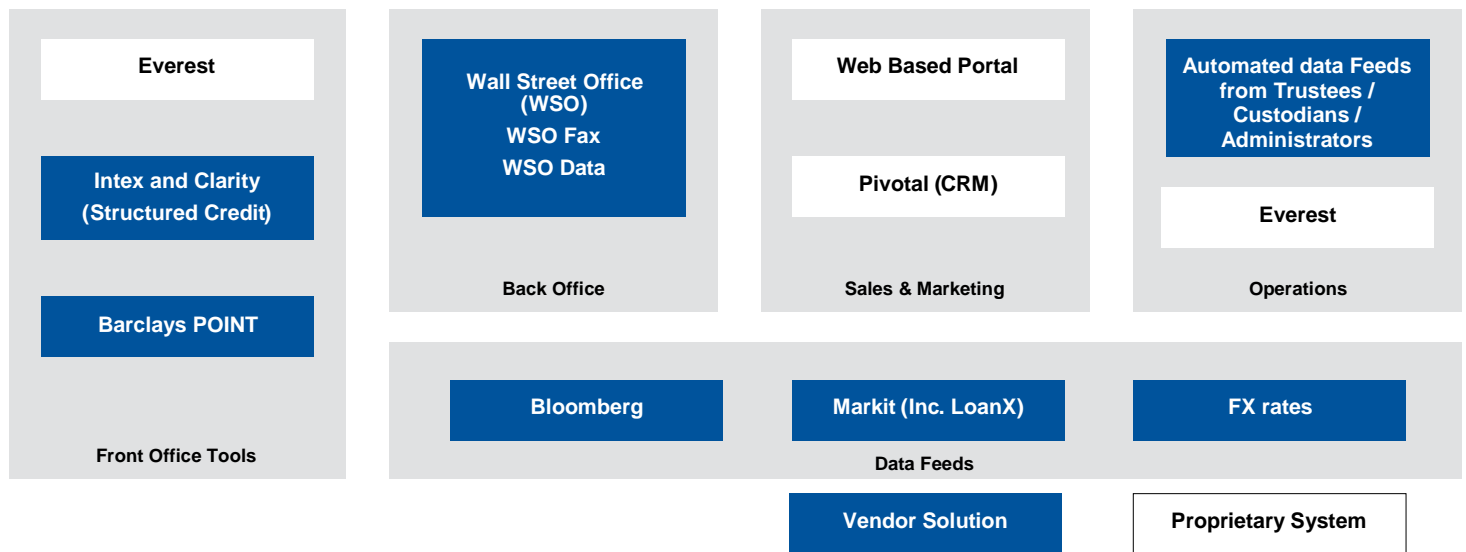 Everest
Intex and Clarity
(Structured Credit)
Barclays POINT
Front Office Tools
Wall Street Office
(WSO)
WSO Fax
WSO Data
Back Office
Web Based Portal
Pivotal (CRM)
Sales & Marketing
Automated data Feeds
from Trustees /
Custodians /
Administrators
Everest
Operations
Bloomberg
Markit (Inc. LoanX)
FX rates
Data Feeds
Vendor Solution
Proprietary System